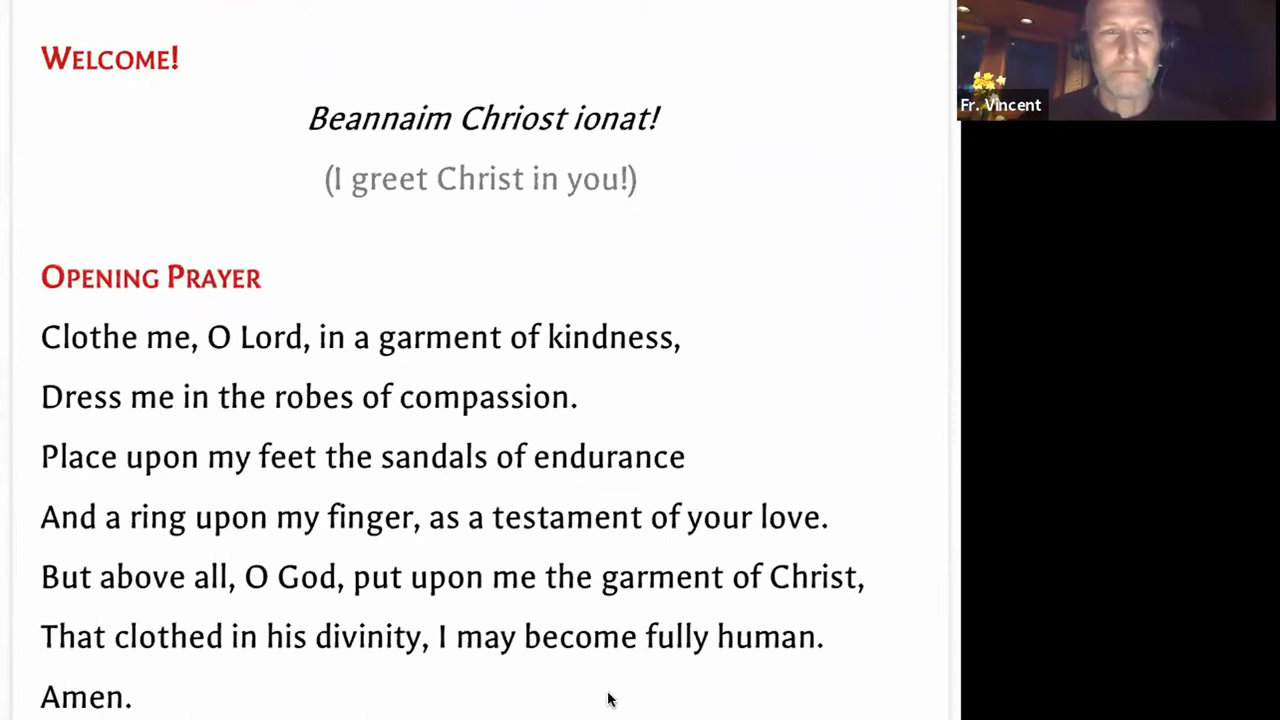 WELCOME!
Beannaim Chriost ionat!
(I greet Christ in you!)
OPENING PRAYER
Clothe me, O Lord, in a garment of kindness,
Dress me in the robes of compassion.
Place upon my feet the sandals of endurance
And a ring upon my finger, as a testament of your love.
But above all, O God, put upon me the garment of Christ,
That clothed in his divinity, I may become fully human.
Amen.
Fr. Vincent